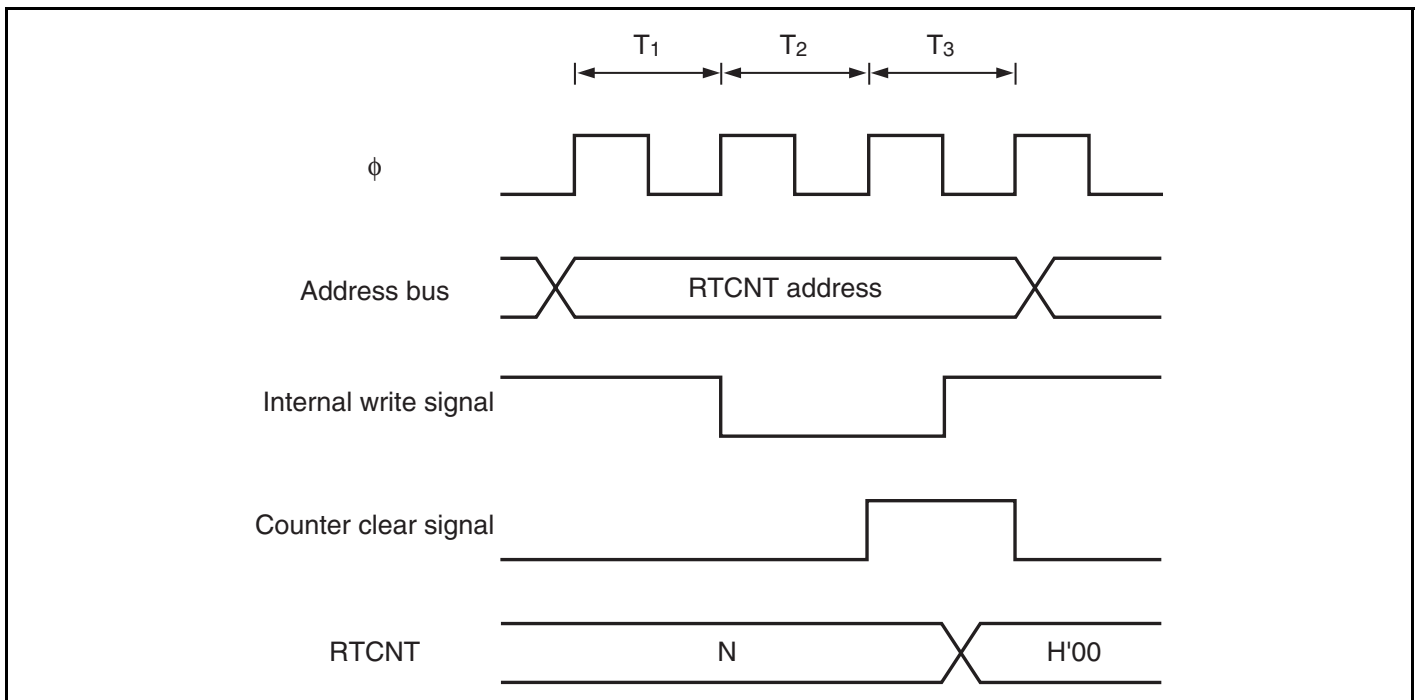 T1 T2 T3
ϕ
Address bus RTCNT address
Internal write signal
Counter clear signal
RTCNT N H'00